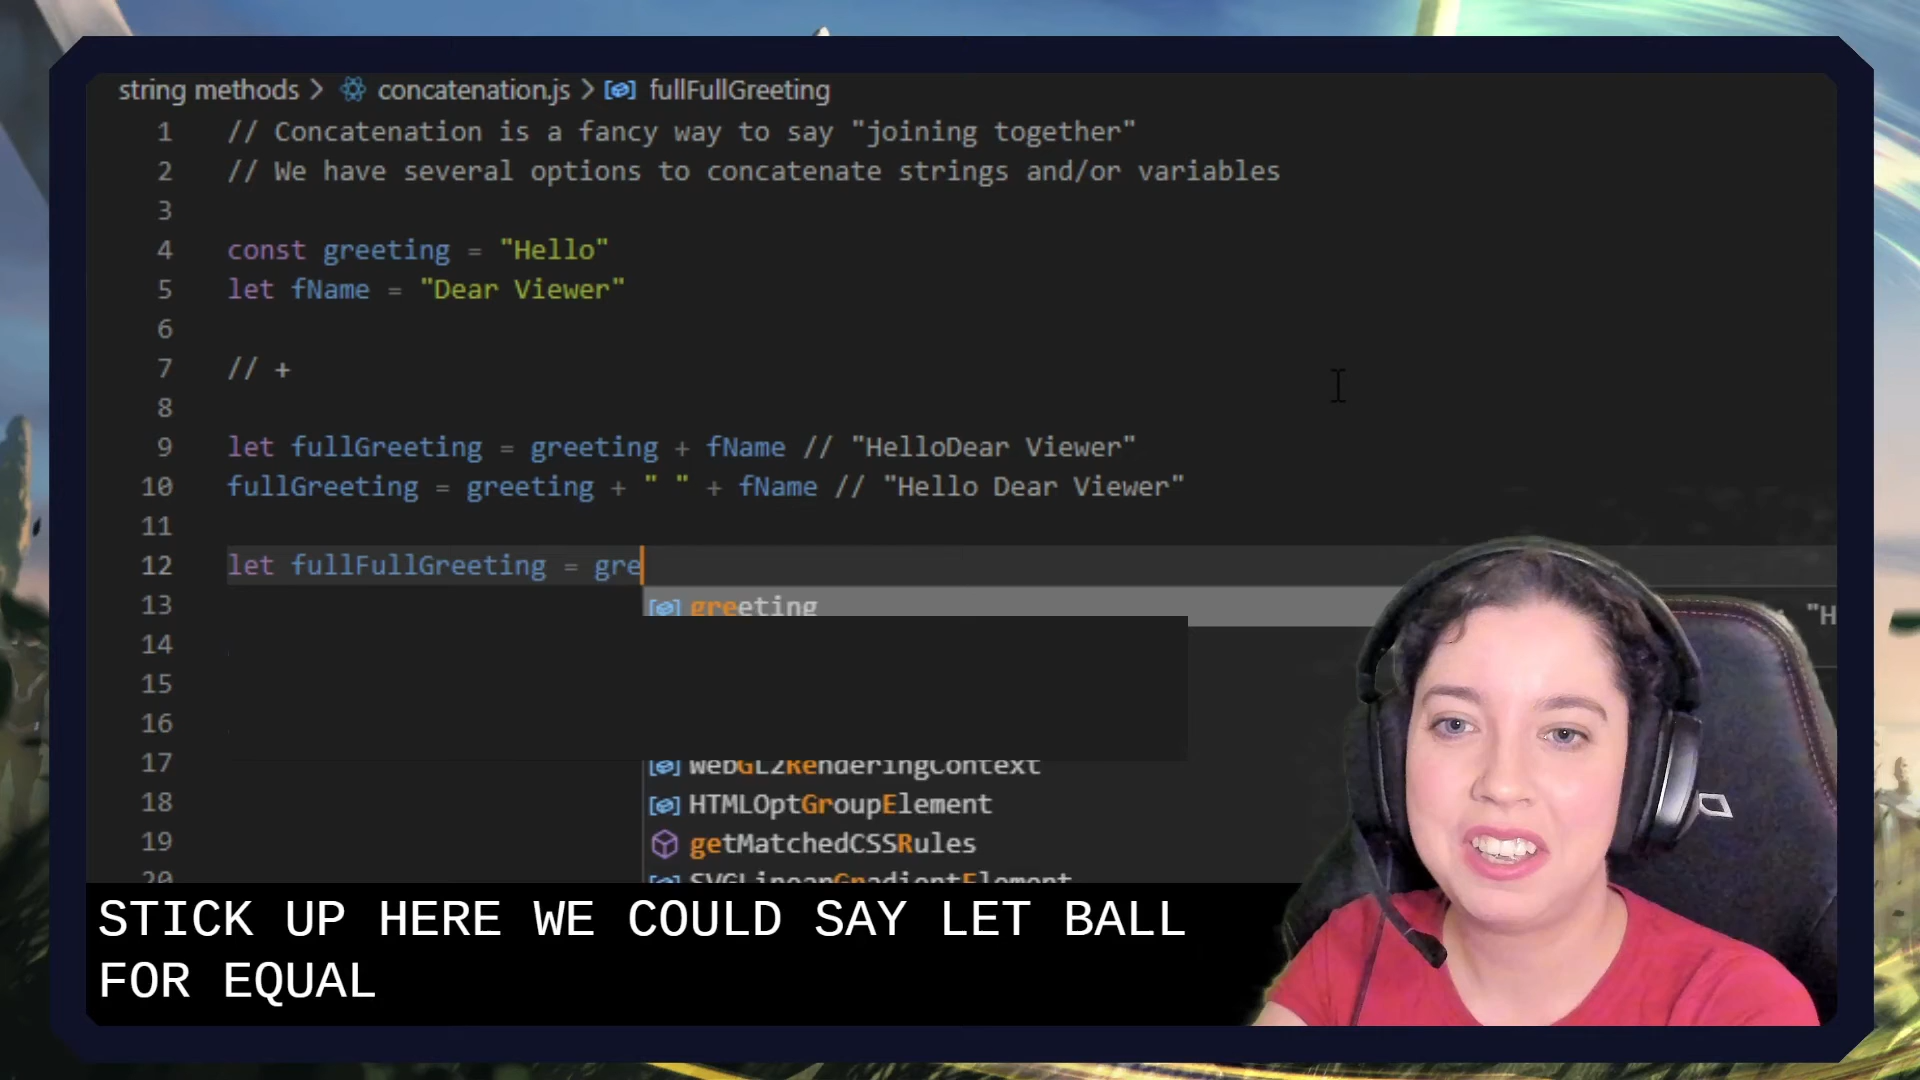 string methods > concatenation.js > fullFullGreeting
1 // Concatenation is a fancy way to say "joining together"
2 // We have several options to concatenate strings and/or variables
3
4 const greeting = "Hello"
5 let fName = "Dear Viewer"
6
7 // +
8
9 let fullGreeting = greeting + fName // "HelloDear Viewer"
10 fullGreeting = greeting + " " + fName // "Hello Dear Viewer"
11
12 let fullFullGreeting = gre
13 greeting "H
14
15
16
17 WebGL2RenderingContext
18 HTMLOptGroupElement
19 getMatchedCSSRules
20 SVGLinearGradientElement
STICK UP HERE WE COULD SAY LET BALL
FOR EQUAL